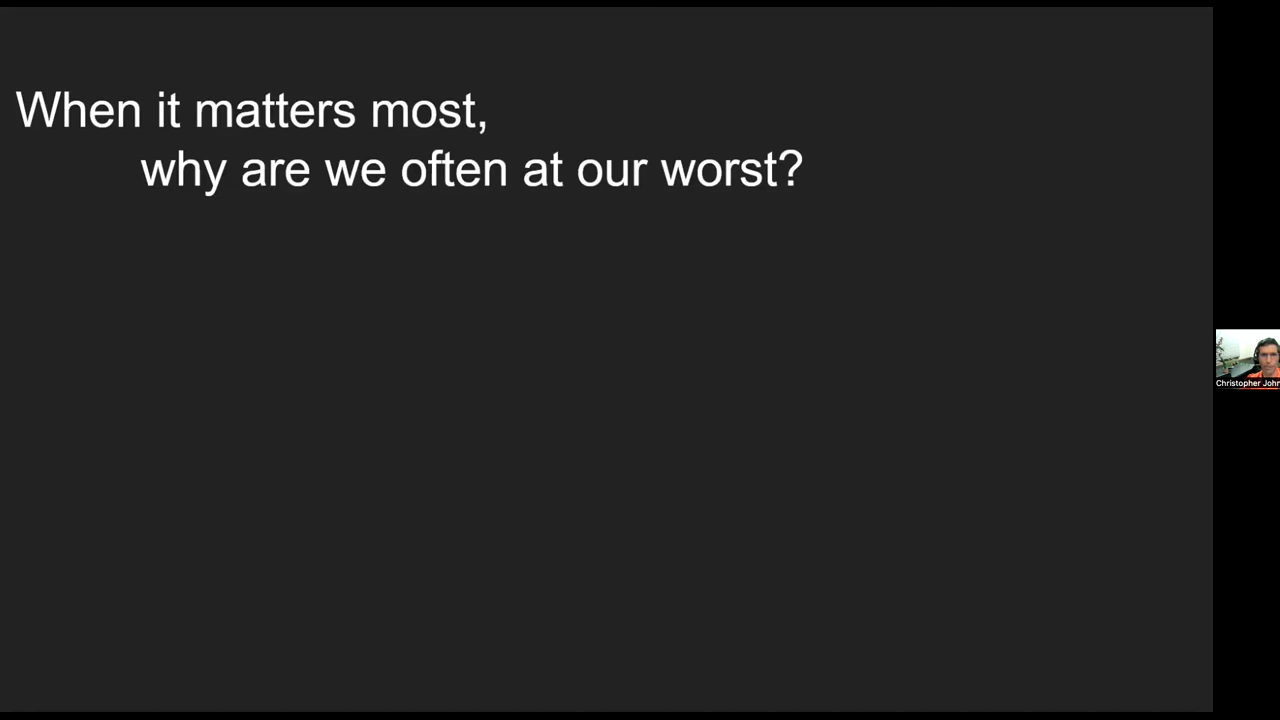 When it matters most,
why are we often at our worst?
Christopher John